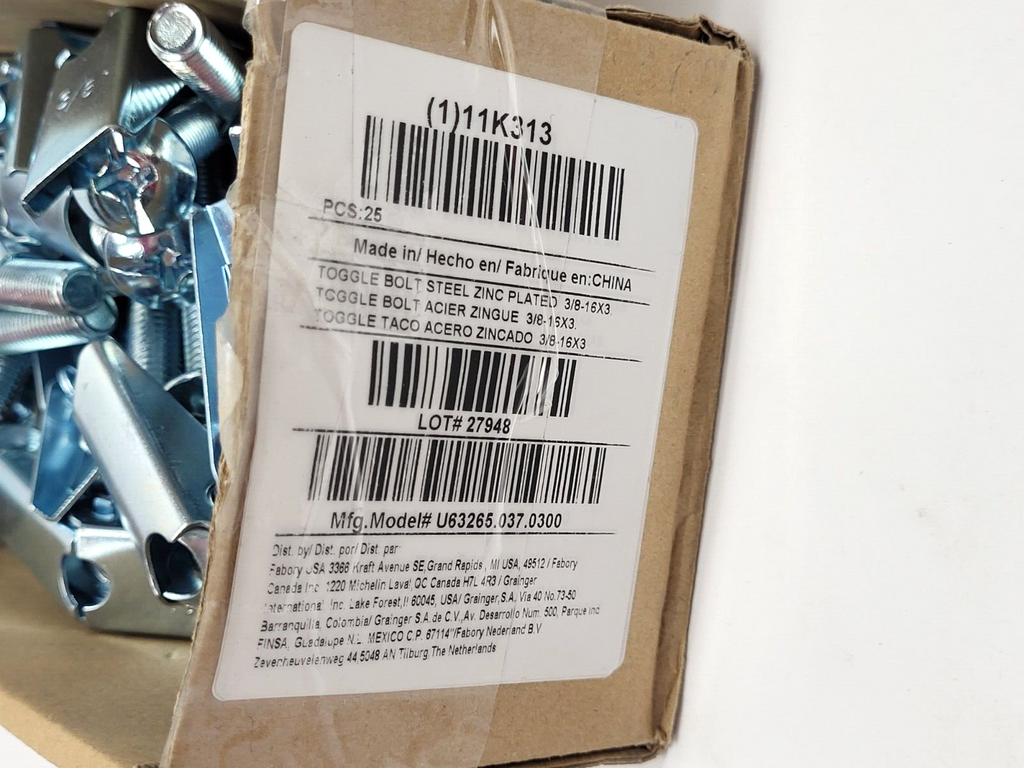 3/8
(1)11K313
PCS:25
Made in/ Hecho en/ Fabrique en:CHINA
TOGGLE BOLT STEEL ZINC PLATED 3/8-16X3.
TOGGLE BOLT ACIER ZINGUE 3/8-16X3.
TOGGLE TACO ACERO ZINCADO 3/8-16X3
LOT# 27948
Mfg.Model# U63265.037.0300
Dist. by/ Dist. por/ Dist. par
Fabory USA 3366 Kraft Avenue SE,Grand Rapids , MI USA, 49512 / Fabory
Canada Inc. 1220 Michelin Laval QC Canada H7L 4R3 / Grainger
International, Inc. Lake Forest,Il 60045, USA/ Grainger,S.A. Via 40 No.73-50
Barranquilla, Colombia/ Grainger S.A.de C.V.,Av. Desarrollo Num. 500, Parque Ind
FINSA, Guadalupe N.L. MEXICO C.P. 67114"/Fabory Nederland B.V
Zevenheuvelenweg 44,5048 AN Tilburg,The Netherlands